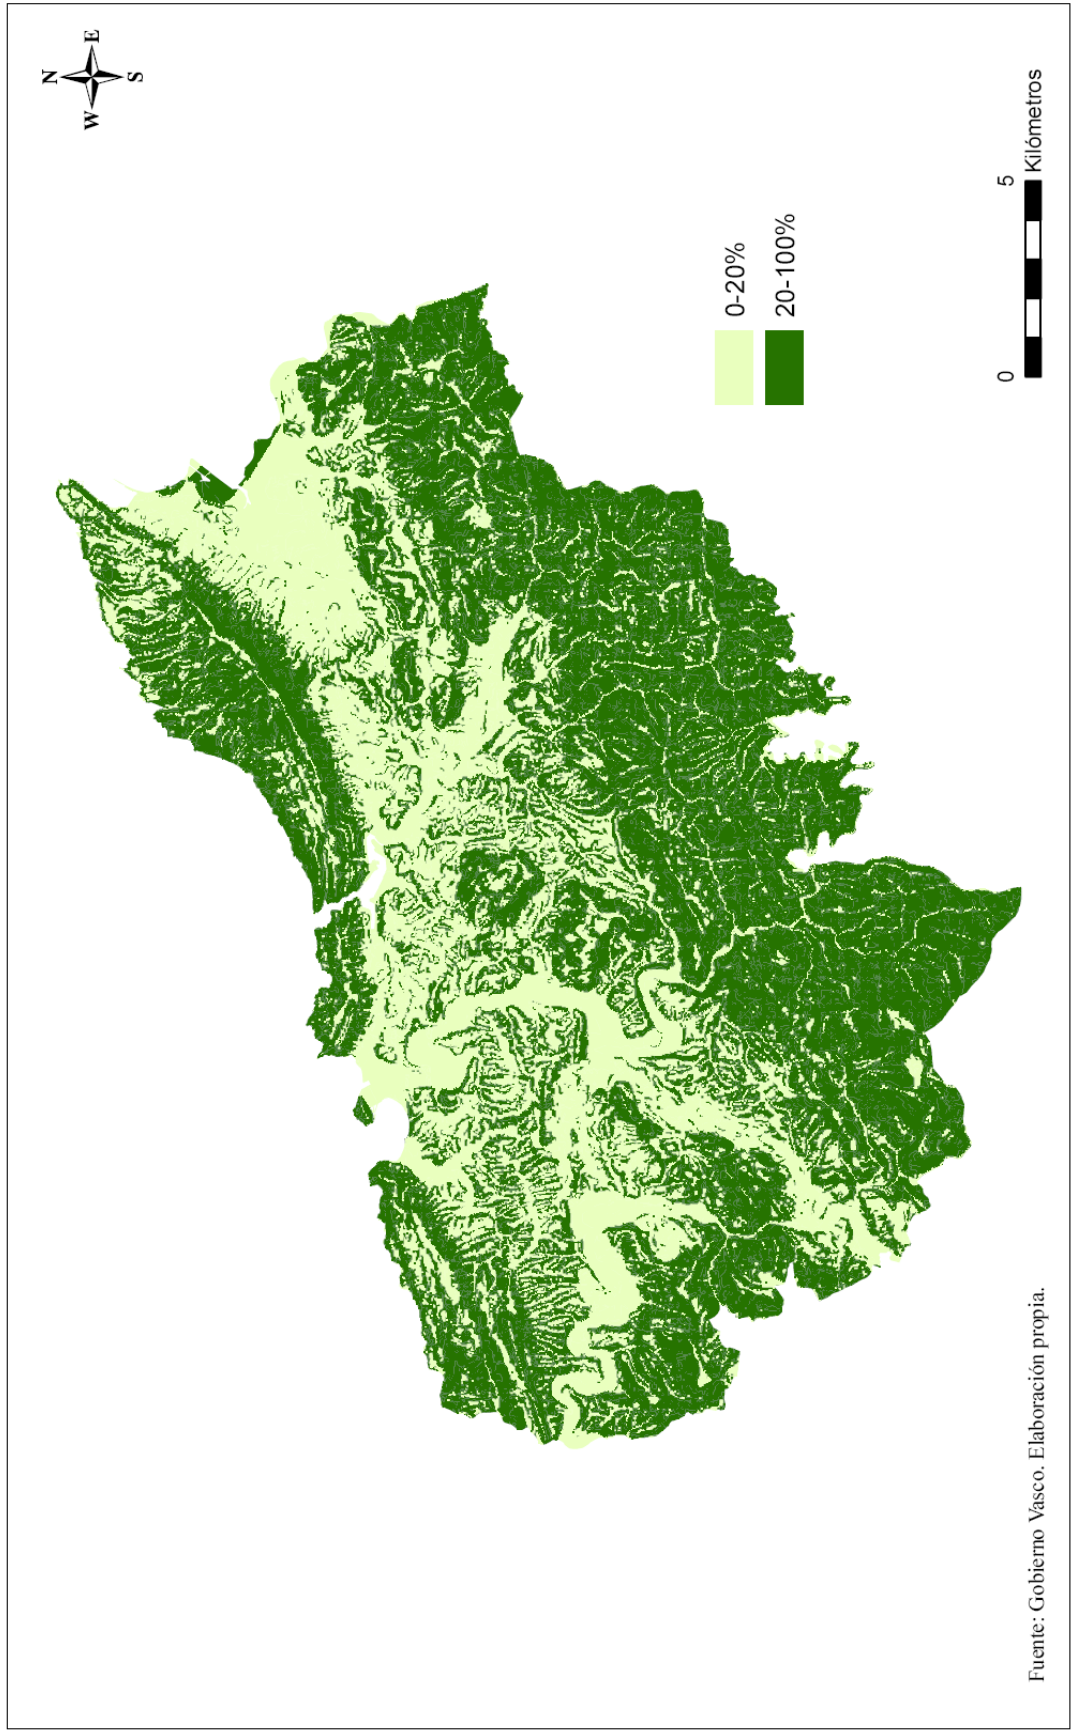 N
W
E
S
0-20%
20-100%
0
5
Kilómetros
Fuente: Gobierno Vasco. Elaboración propia.